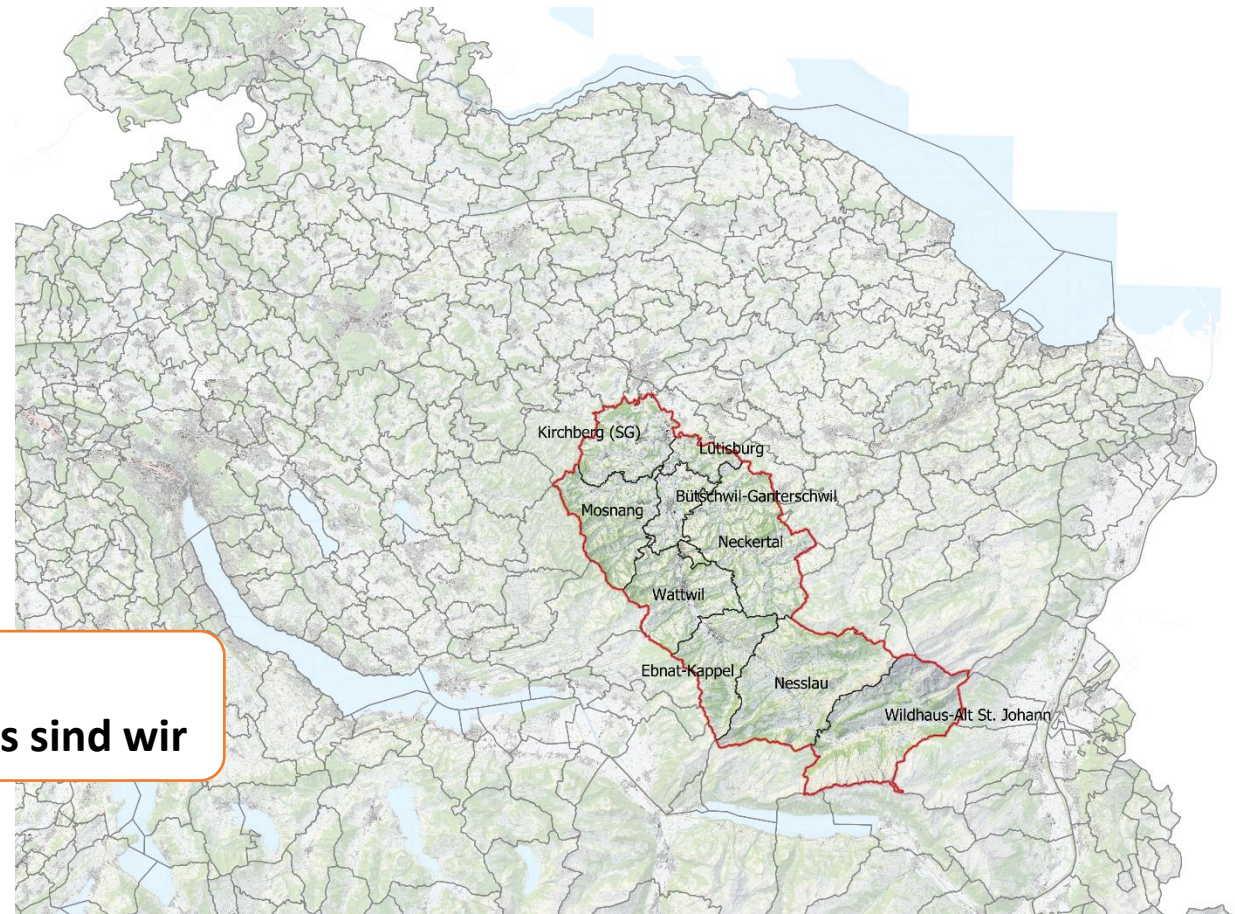 Kirchberg (SG)
Lütisburg
Bütschwil-Ganterschwil
Mosnang
Neckertal
Wattwil
Ebnat-Kappel
Nesslau
Wildhaus-Alt St. Johann
s sind wir